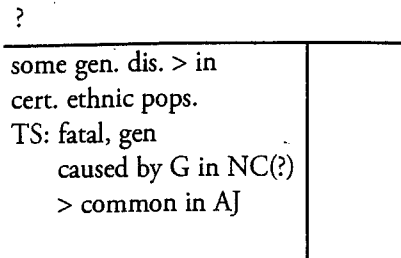 ?
some gen. dis. > in
cert. ethnic pops.
TS: fatal, gen
caused by G in NC(?)
> common in AJ